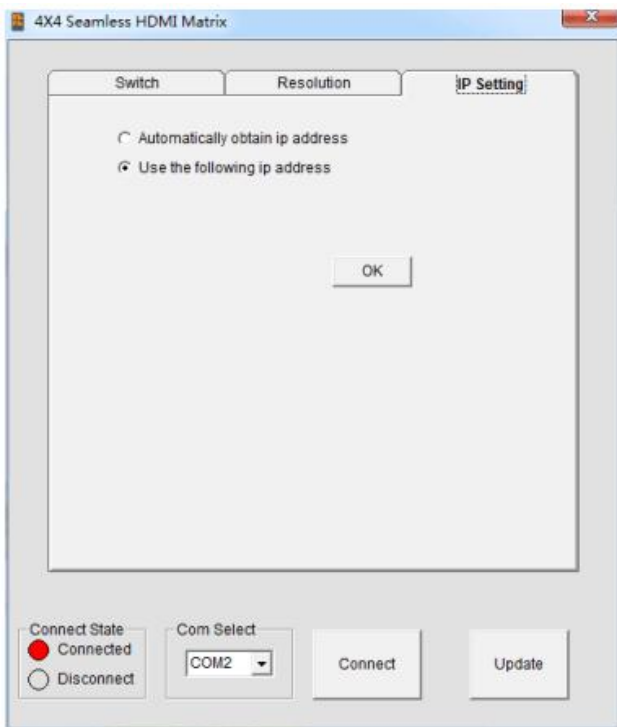 4X4 Seamless HDMI Matrix
Switch Resolution IP Setting
Automatically obtain ip address
Use the following ip address
OK
Connect State
Connected
Disconnect
Com Select
COM2
Connect
Update